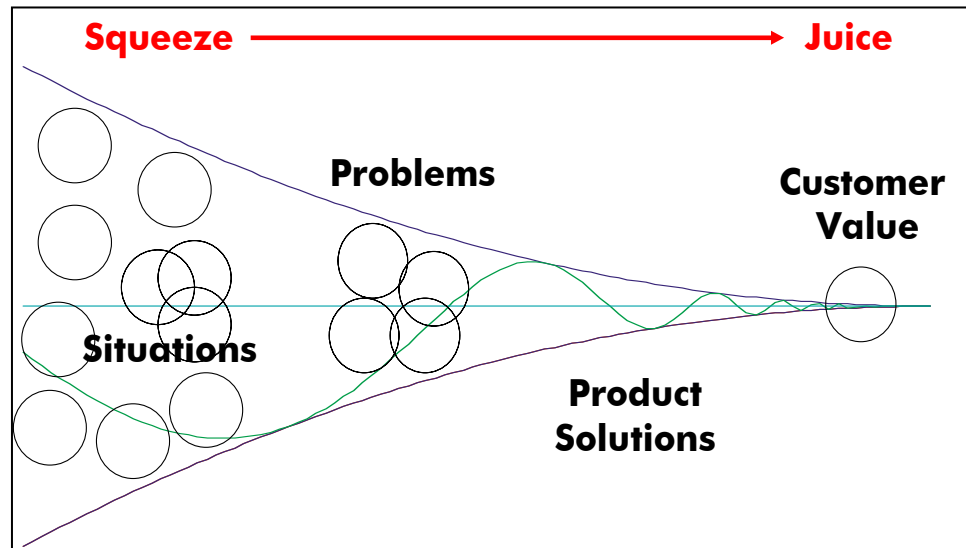 Squeeze
Juice
Problems
Customer
Value
Situations
Product
Solutions